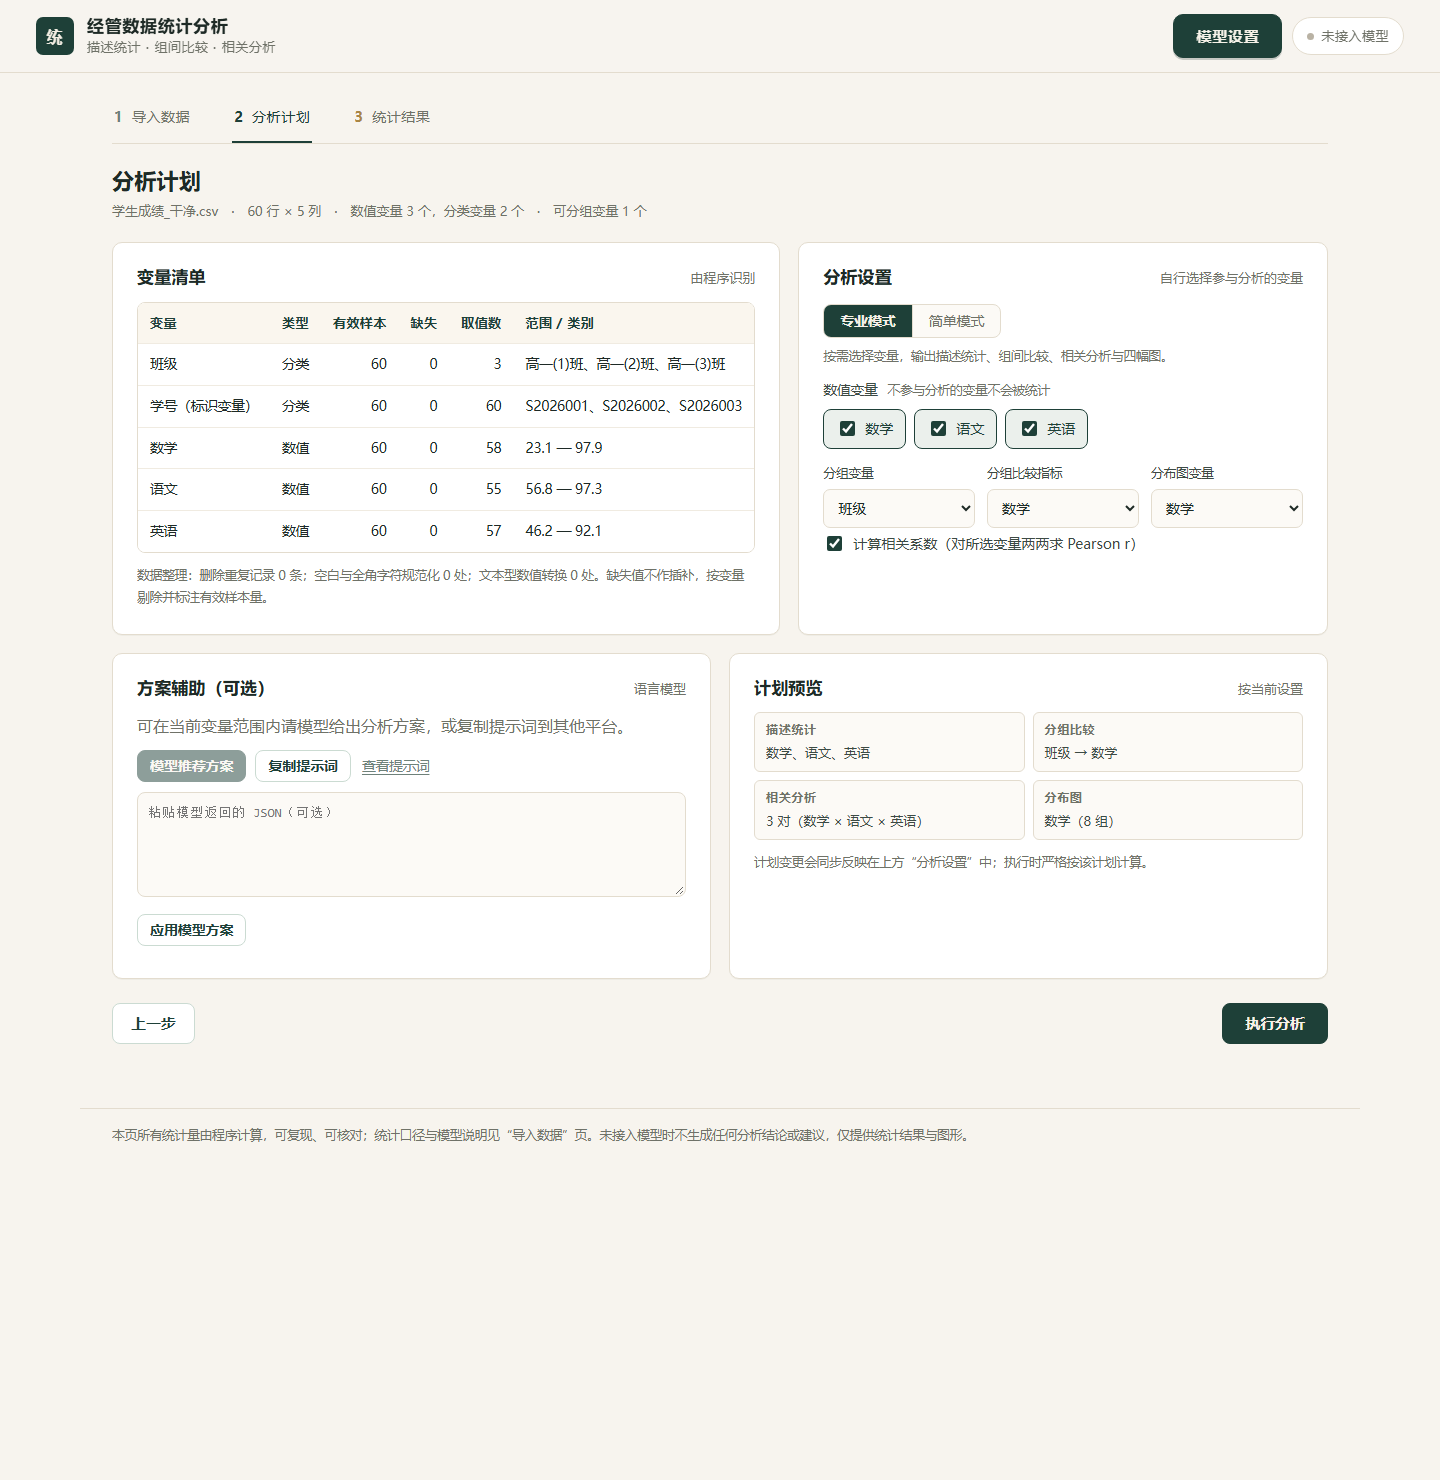 统
经管数据统计分析
描述统计 · 组间比较 · 相关分析
模型设置
未接入模型
1 导入数据
2 分析计划
3 统计结果
分析计划
学生成绩_干净.csv · 60 行 × 5 列 · 数值变量 3 个，分类变量 2 个 · 可分组变量 1 个
变量清单
由程序识别
变量 类型 有效样本 缺失 取值数 范围 / 类别
班级 分类 60 0 3 高一(1)班、高一(2)班、高一(3)班
学号（标识变量） 分类 60 0 60 S2026001、S2026002、S2026003
数学 数值 60 0 58 23.1 — 97.9
语文 数值 60 0 55 56.8 — 97.3
英语 数值 60 0 57 46.2 — 92.1
数据整理：删除重复记录 0 条；空白与全角字符规范化 0 处；文本型数值转换 0 处。缺失值不作插补，按变量
剔除并标注有效样本量。
分析设置
自行选择参与分析的变量
专业模式 简单模式
按需选择变量，输出描述统计、组间比较、相关分析与四幅图。
数值变量 不参与分析的变量不会被统计
数学 语文 英语
分组变量 分组比较指标 分布图变量
班级 数学 数学
计算相关系数（对所选变量两两求 Pearson r）
方案辅助（可选）
语言模型
可在当前变量范围内请模型给出分析方案，或复制提示词到其他平台。
模型推荐方案 复制提示词 查看提示词
粘贴模型返回的 JSON（可选）
应用模型方案
计划预览
按当前设置
描述统计
数学、语文、英语
分组比较
班级 → 数学
相关分析
3 对（数学 × 语文 × 英语）
分布图
数学（8 组）
计划变更会同步反映在上方“分析设置”中；执行时严格按该计划计算。
上一步
执行分析
本页所有统计量由程序计算，可复现、可核对；统计口径与模型说明见“导入数据”页。未接入模型时不生成任何分析结论或建议，仅提供统计结果与图形。